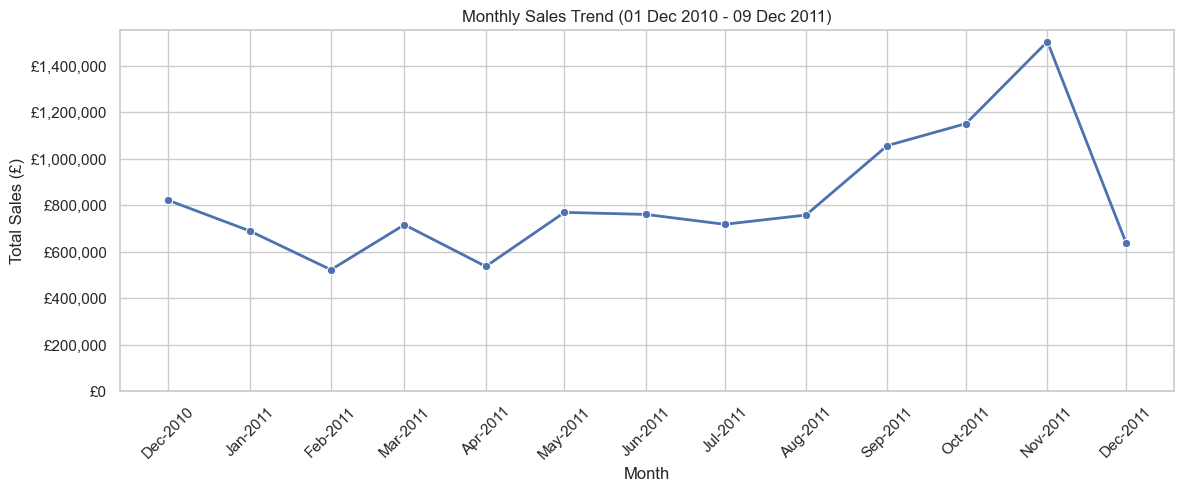 Monthly Sales Trend (01 Dec 2010 - 09 Dec 2011)
Total Sales (£)
£1,400,000
£1,200,000
£1,000,000
£800,000
£600,000
£400,000
£200,000
£0
Dec-2010
Jan-2011
Feb-2011
Mar-2011
Apr-2011
May-2011
Jun-2011
Jul-2011
Aug-2011
Sep-2011
Oct-2011
Nov-2011
Dec-2011
Month